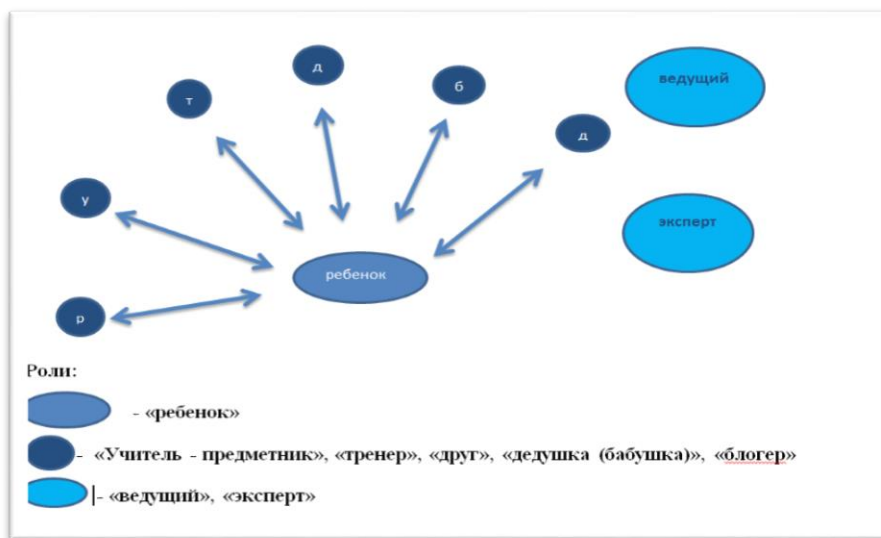 д
б
ведущий
т
д
у
эксперт
ребенок
р
Роли:
- «ребенок»
- «Учитель - предметник», «тренер», «друг», «дедушка (бабушка)», «блогер»
- «ведущий», «эксперт»